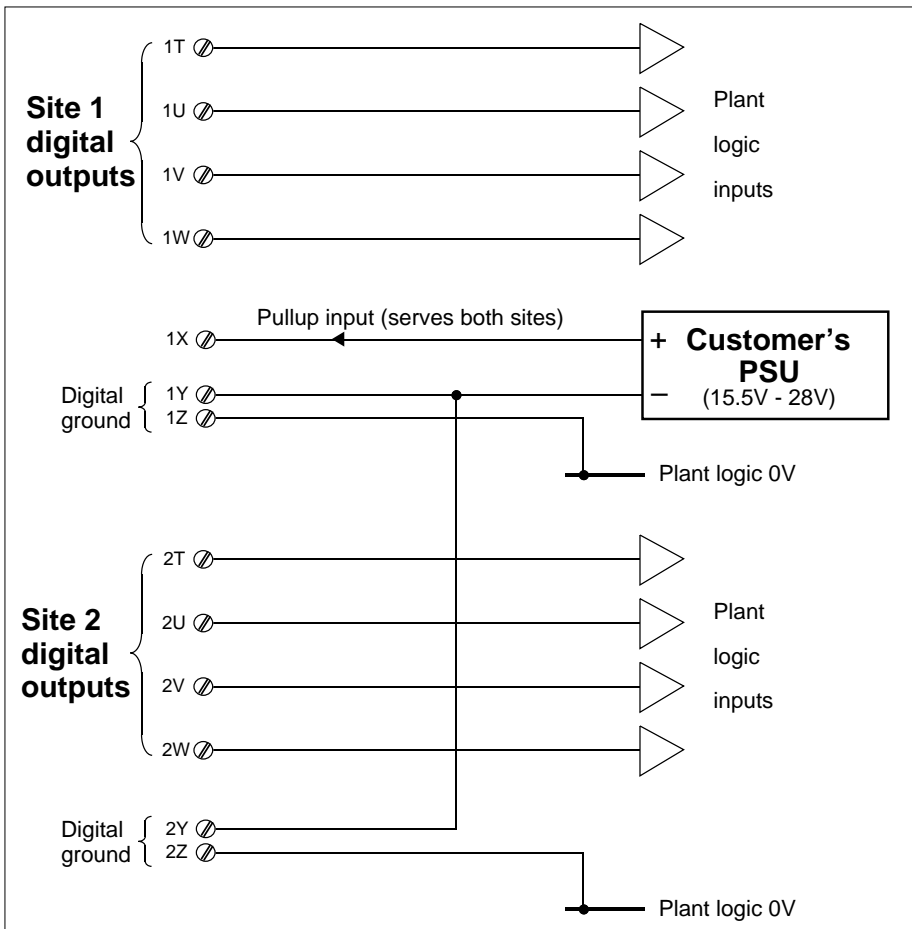 1T
Site 1
digital
outputs
1U
1V
1W
Plant
logic
inputs
Pullup input (serves both sites)
1X
+ Customer's
PSU
– (15.5V - 28V)
Digital
ground
1Y
1Z
Plant logic 0V
2T
Site 2
digital
outputs
2U
2V
2W
Plant
logic
inputs
Digital
ground
2Y
2Z
Plant logic 0V